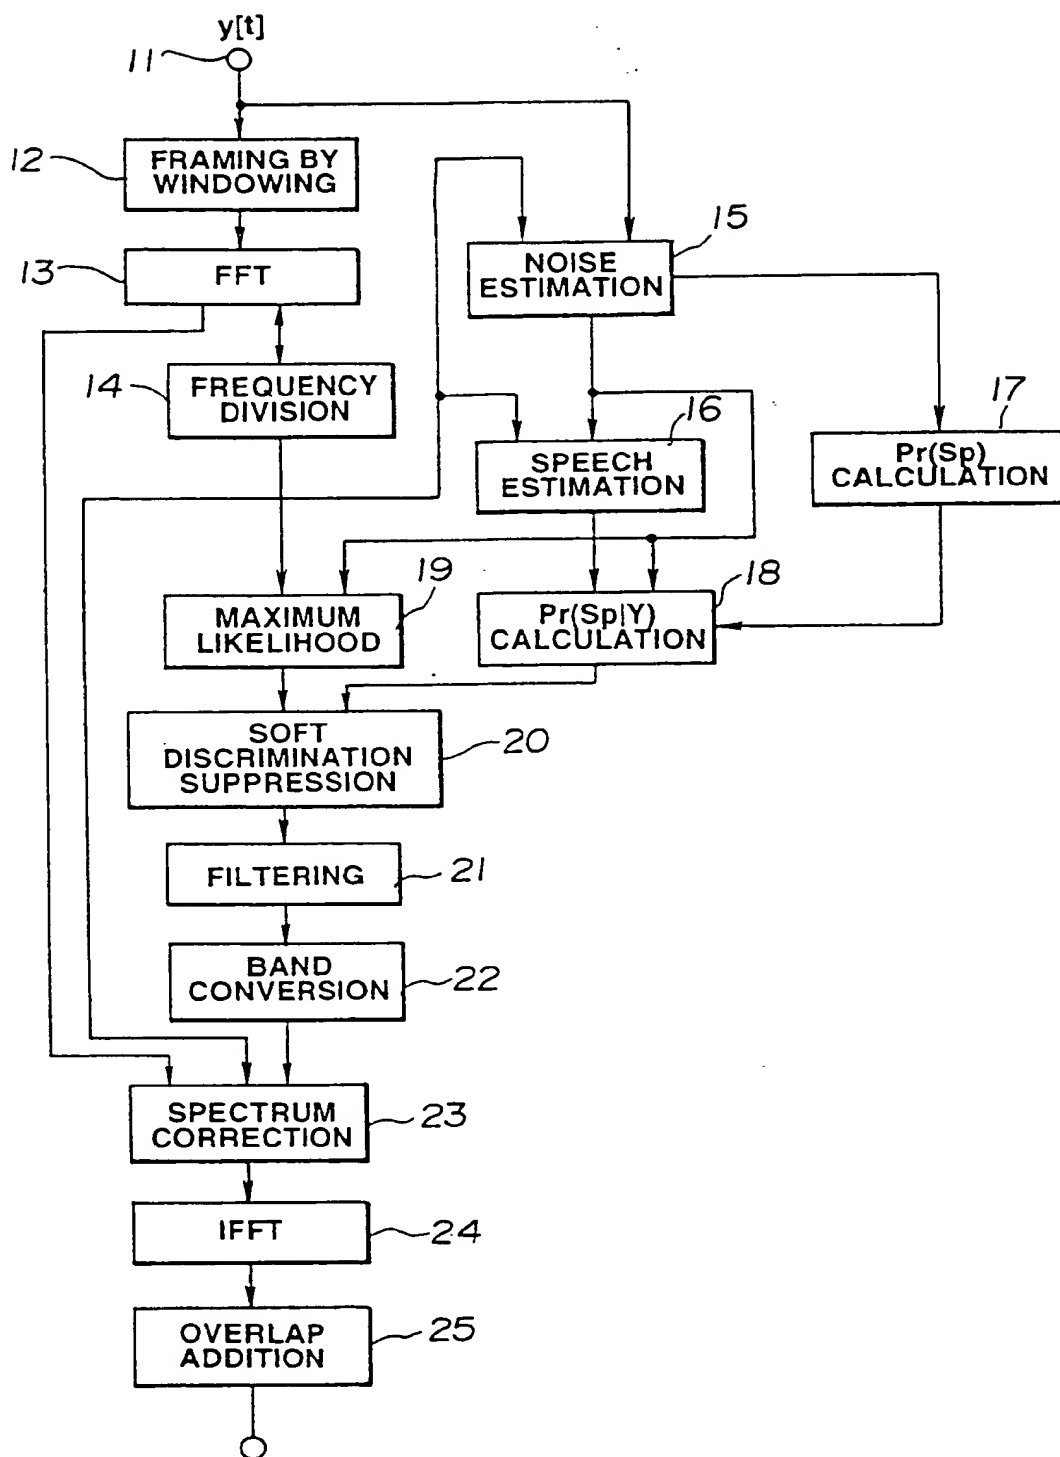 y[t]
11
12
FRAMING BY
WINDOWING
13
FFT
15
NOISE
ESTIMATION
14
FREQUENCY
DIVISION
16
SPEECH
ESTIMATION
17
Pr(Sp)
CALCULATION
19
MAXIMUM
LIKELIHOOD
18
Pr(Sp|Y)
CALCULATION
SOFT
DISCRIMINATION
SUPPRESSION
20
FILTERING
21
BAND
CONVERSION
22
SPECTRUM
CORRECTION
23
IFFT
24
OVERLAP
ADDITION
25